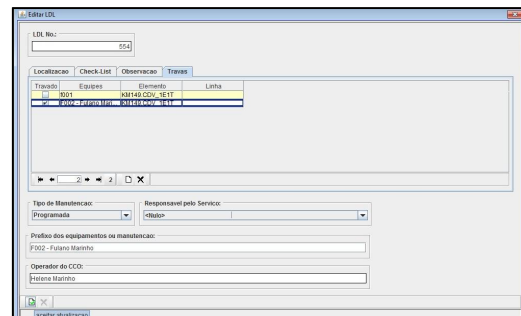 Editar LDL
LDL No.:
554
Localizacao Check-List Observacao Travas
Travado Equipes Elemento Linha
f001 KM149.CDV_1E1T
F002 - Fulano Mari... KM149.CDV_1E1T
2 2
Tipo de Manutencao: Responsavel pelo Servico:
Programada <Nulo>
Prefixo dos equipamentos ou manutencao:
F002 - Fulano Marinho
Operador do CCO:
Helene Marinho
aceitar atualizacao